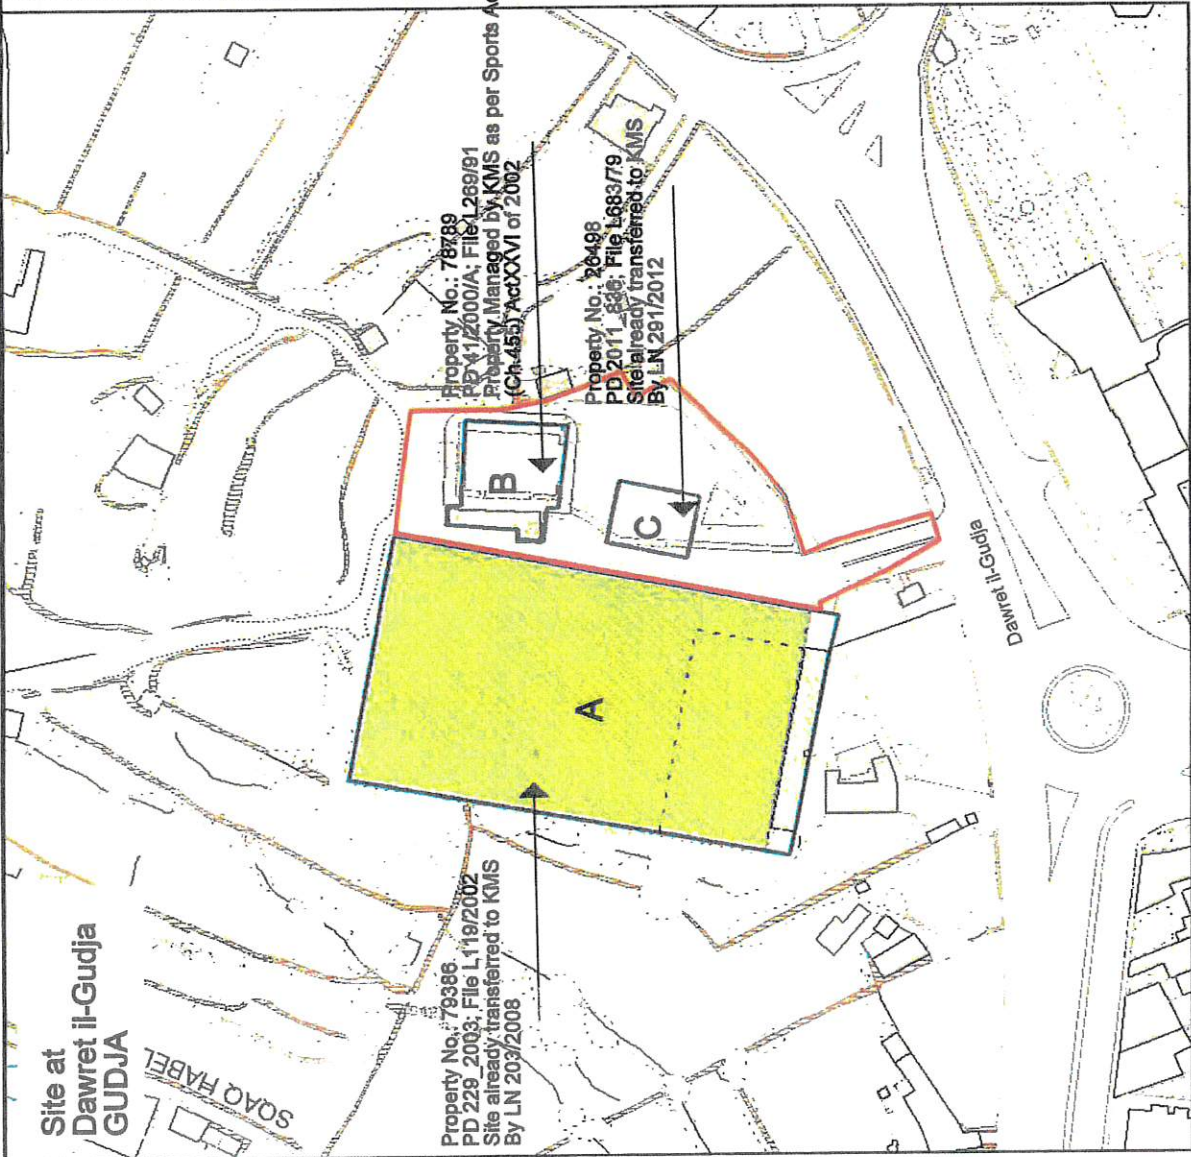 Site at
Dawret il-Gudja
GUDJA
SQAQ HABEL
Property No.: 79386
PD 229_2003; File L119/2002
Site already transferred to KMS
By LN 203/2008
A
Property No.: 78789
PD 41/2000/A; File L269/91
Property Managed by KMS as per Sports
(Ch.455) ActXXVI of 2002
B
Property No.: 26498
PD 2011_836; File L683/79
Site already transferred to KMS
By LN 291/2012
C
Dawret il-Gudja